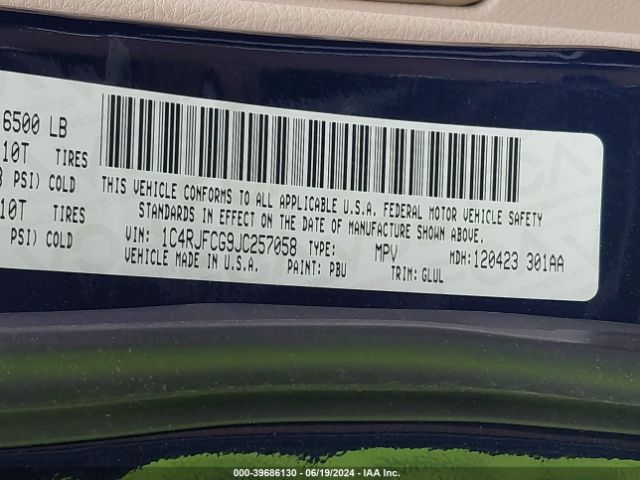 6500 LB
10T TIRES
PSI) COLD
10T TIRES
PSI) COLD
THIS VEHICLE CONFORMS TO ALL APPLICABLE U.S.A. FEDERAL MOTOR VEHICLE SAFETY
STANDARDS IN EFFECT ON THE DATE OF MANUFACTURE SHOWN ABOVE.
VIN: 1C4RJFCG9JC257058 TYPE: MPV MDH:120423 301AA
VEHICLE MADE IN U.S.A. PAINT: PBU TRIM: GLUL
000-39686130 - 06/19/2024 - IAA Inc.